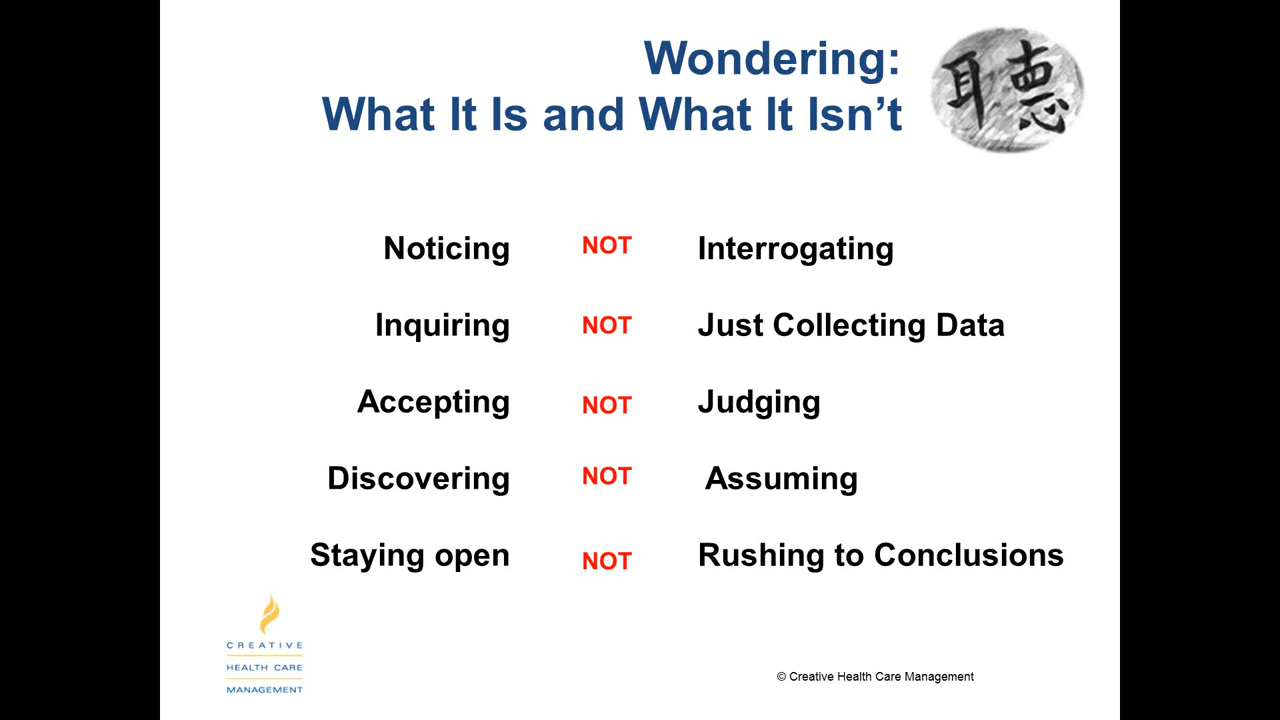 Wondering:
What It Is and What It Isn’t
聽
Noticing NOT Interrogating
Inquiring NOT Just Collecting Data
Accepting NOT Judging
Discovering NOT Assuming
Staying open NOT Rushing to Conclusions
CREATIVE
HEALTH CARE
MANAGEMENT
© Creative Health Care Management